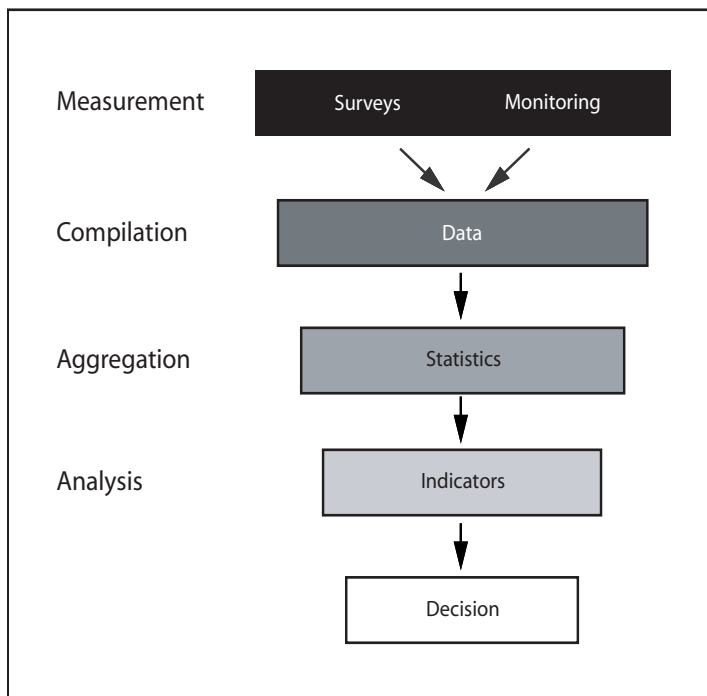 Measurement
Surveys Monitoring
Compilation
Data
Aggregation
Statistics
Analysis
Indicators
Decision